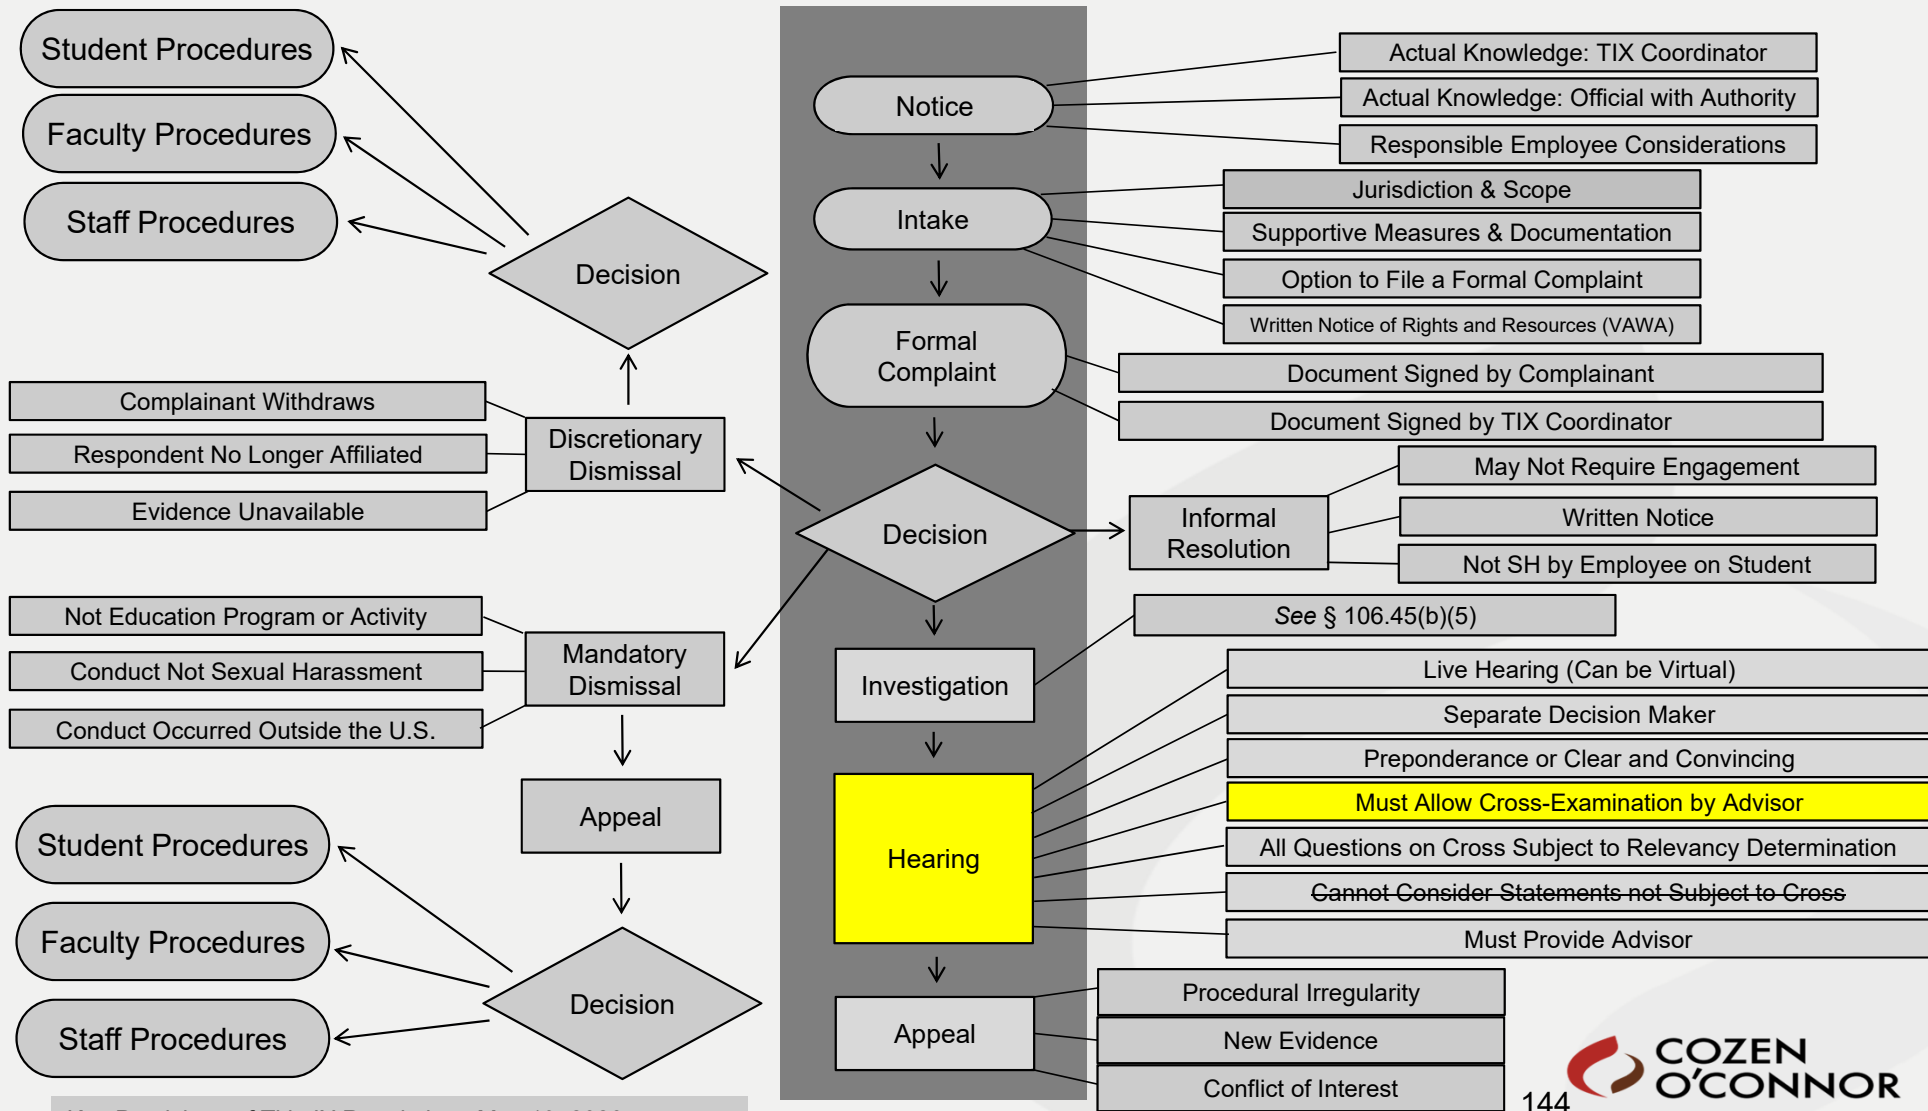 Student Procedures
Faculty Procedures
Staff Procedures
Decision
Complainant Withdraws
Respondent No Longer Affiliated
Evidence Unavailable
Discretionary
Dismissal
Not Education Program or Activity
Conduct Not Sexual Harassment
Conduct Occurred Outside the U.S.
Mandatory
Dismissal
Appeal
Student Procedures
Faculty Procedures
Staff Procedures
Decision
Notice
Intake
Formal
Complaint
Decision
Investigation
Hearing
Appeal
Actual Knowledge: TIX Coordinator
Actual Knowledge: Official with Authority
Responsible Employee Considerations
Jurisdiction & Scope
Supportive Measures & Documentation
Option to File a Formal Complaint
Written Notice of Rights and Resources (VAWA)
Document Signed by Complainant
Document Signed by TIX Coordinator
Informal
Resolution
May Not Require Engagement
Written Notice
Not SH by Employee on Student
See § 106.45(b)(5)
Live Hearing (Can be Virtual)
Separate Decision Maker
Preponderance or Clear and Convincing
Must Allow Cross-Examination by Advisor
All Questions on Cross Subject to Relevancy Determination
Cannot Consider Statements not Subject to Cross
Must Provide Advisor
Procedural Irregularity
New Evidence
Conflict of Interest
144
COZEN
O'CONNOR